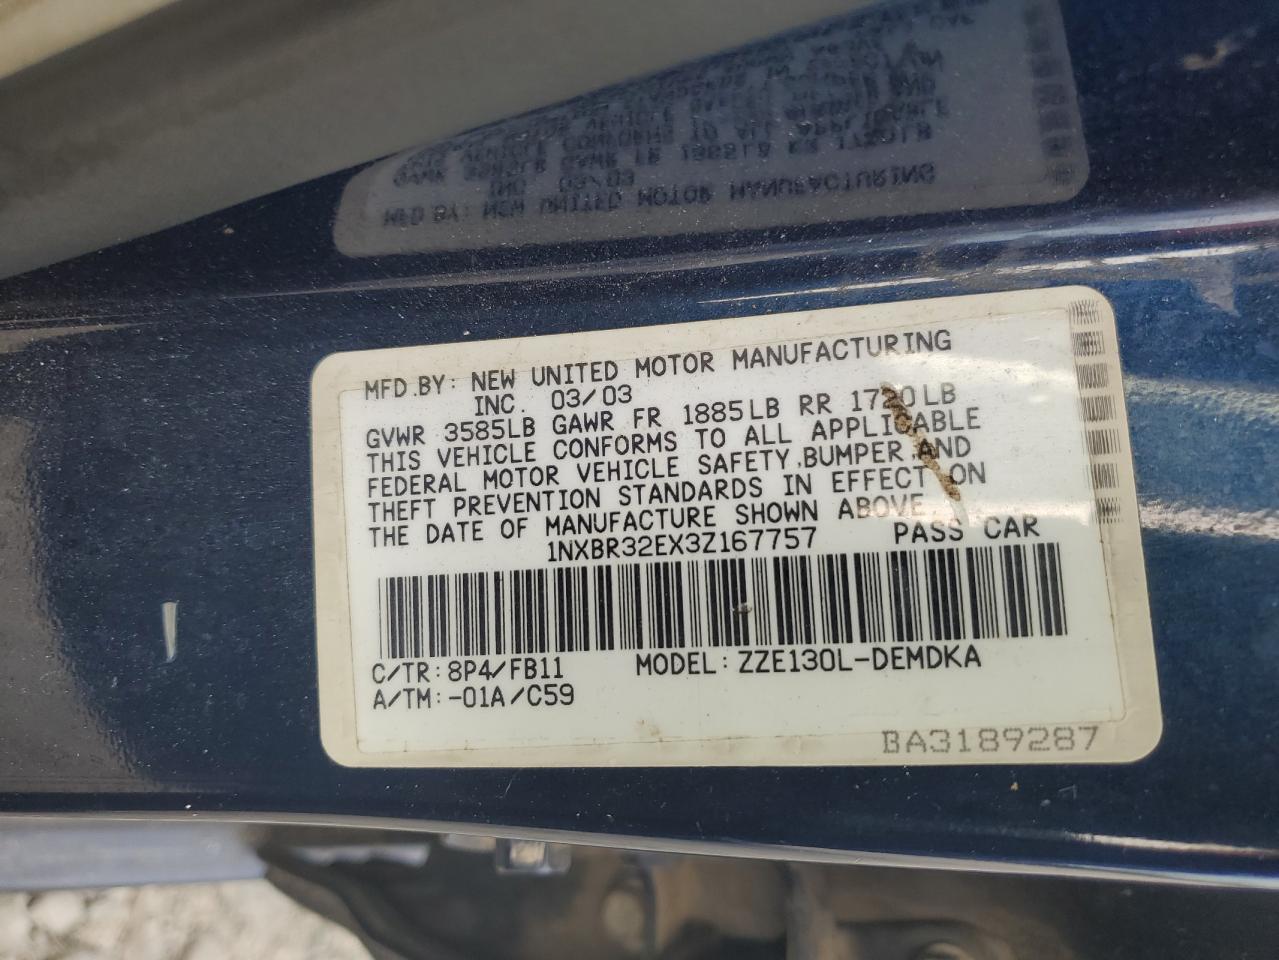 MFD.BY: NEW UNITED MOTOR MANUFACTURING
INC. 03/03
GVWR 3585LB GAWR FR 1885LB RR 1720LB
THIS VEHICLE CONFORMS TO ALL APPLICABLE
FEDERAL MOTOR VEHICLE SAFETY,BUMPER,AND
THEFT PREVENTION STANDARDS IN EFFECT ON
THE DATE OF MANUFACTURE SHOWN ABOVE.
1NXBR32EX3Z167757 PASS CAR
C/TR:8P4/FB11 MODEL:ZZE130L-DEMDKA
A/TM:-01A/C59
BA3189287